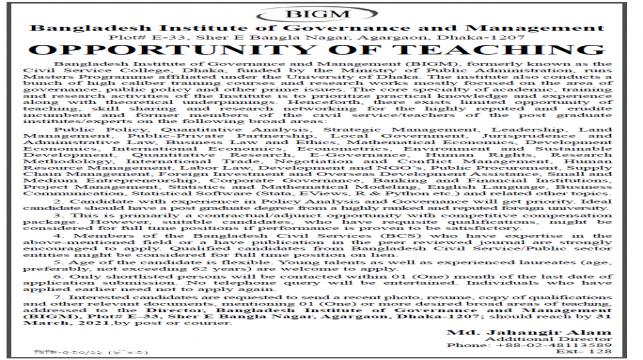 BIGM
Bangladesh Institute of Governance and Management
Plot# E-33, Sher E Bangla Nagar, Agargaon, Dhaka-1207
OPPORTUNITY OF TEACHING
Bangladesh Institute of Governance and Management (BIGM), formerly known as the
Civil Service College, Dhaka, funded by the Ministry of Public Administration, runs
Masters Programme affiliated under the University of Dhaka. The institute also conducts a
bunch of high caliber training courses and research works mostly focused on the areas of
governance, public policy and other prime issues. The core specialty of academic, training
and research activities of the Institute is to prioritize practical knowledge and experience
along with theoretical underpinnings. Henceforth, there exists limited opportunity of
teaching, skill sharing and research networking for the highly reputed and erudite
incumbent and former members of the civil service/teachers of the post graduate
institutes/experts on the following broad areas:
Public Policy, Quantitative Analysis, Strategic Management, Leadership, Land
Management, Public-Private Partnership, Local Government, Jurisprudence and
Administrative Law, Business Law and Ethics, Mathematical Economics, Development
Economics, International Economics, Econometrics, Environment and Sustainable
Development, Quantitative Research, E-Governance, Human Rights, Research
Methodology, International Trade, Negotiation and Conflict Management, Human
Resource Management, Labor Law, Development Economics, Public Procurement, Supply
Chain Management, Foreign Investment and Overseas Development Assistance, Small and
Medium Entrepreneurship, Corporate Governance, Banking and Financial Institutions,
Project Management, Statistics and Mathematical Modeling, English Language, Business
Communication, Statistical Software (Stata, EViews, R, & Python etc.) and related other topics.
2. Candidate with experience in Policy Analysis and Governance will get priority. Ideal
candidate should have a post graduate degree from a highly ranked and reputed foreign university.
3. This is primarily a contractual/adjunct opportunity with competitive compensation
package. However, suitable candidates, who have requisite qualifications, might be
considered for full time positions if performance is proven to be satisfactory.
4. Members of the Bangladesh Civil Services (BCS) who have expertise in the
above-mentioned field or a have publication in the peer reviewed journal are strongly
encouraged to apply. Qualified candidates from Bangladesh Civil Service/Public sector
entities might be considered for full time position on lien.
5. Age of the candidate is flexible. Young talents as well as experienced laureates (age,
preferably, not exceeding 62 years) are welcome to apply.
6. Only shortlisted persons will be contacted within 01 (One) month of the last date of
application submission. No telephone query will be entertained. Individuals who have
applied earlier need not to apply again.
7. Interested candidates are requested to send a recent photo, resume, copy of qualifications
and other relevant documents, mentioning 01 (One) or more desired broad areas of teaching,
addressed to the Director, Bangladesh Institute of Governance and Management
(BIGM), Plot# E-33, Sher E Bangla Nagar, Agargaon, Dhaka-1207; should reach by 31
March, 2021,by post or courier.
Md. Jahangir Alam
Additional Director
Phone: +88-02-48113589
Ext- 128